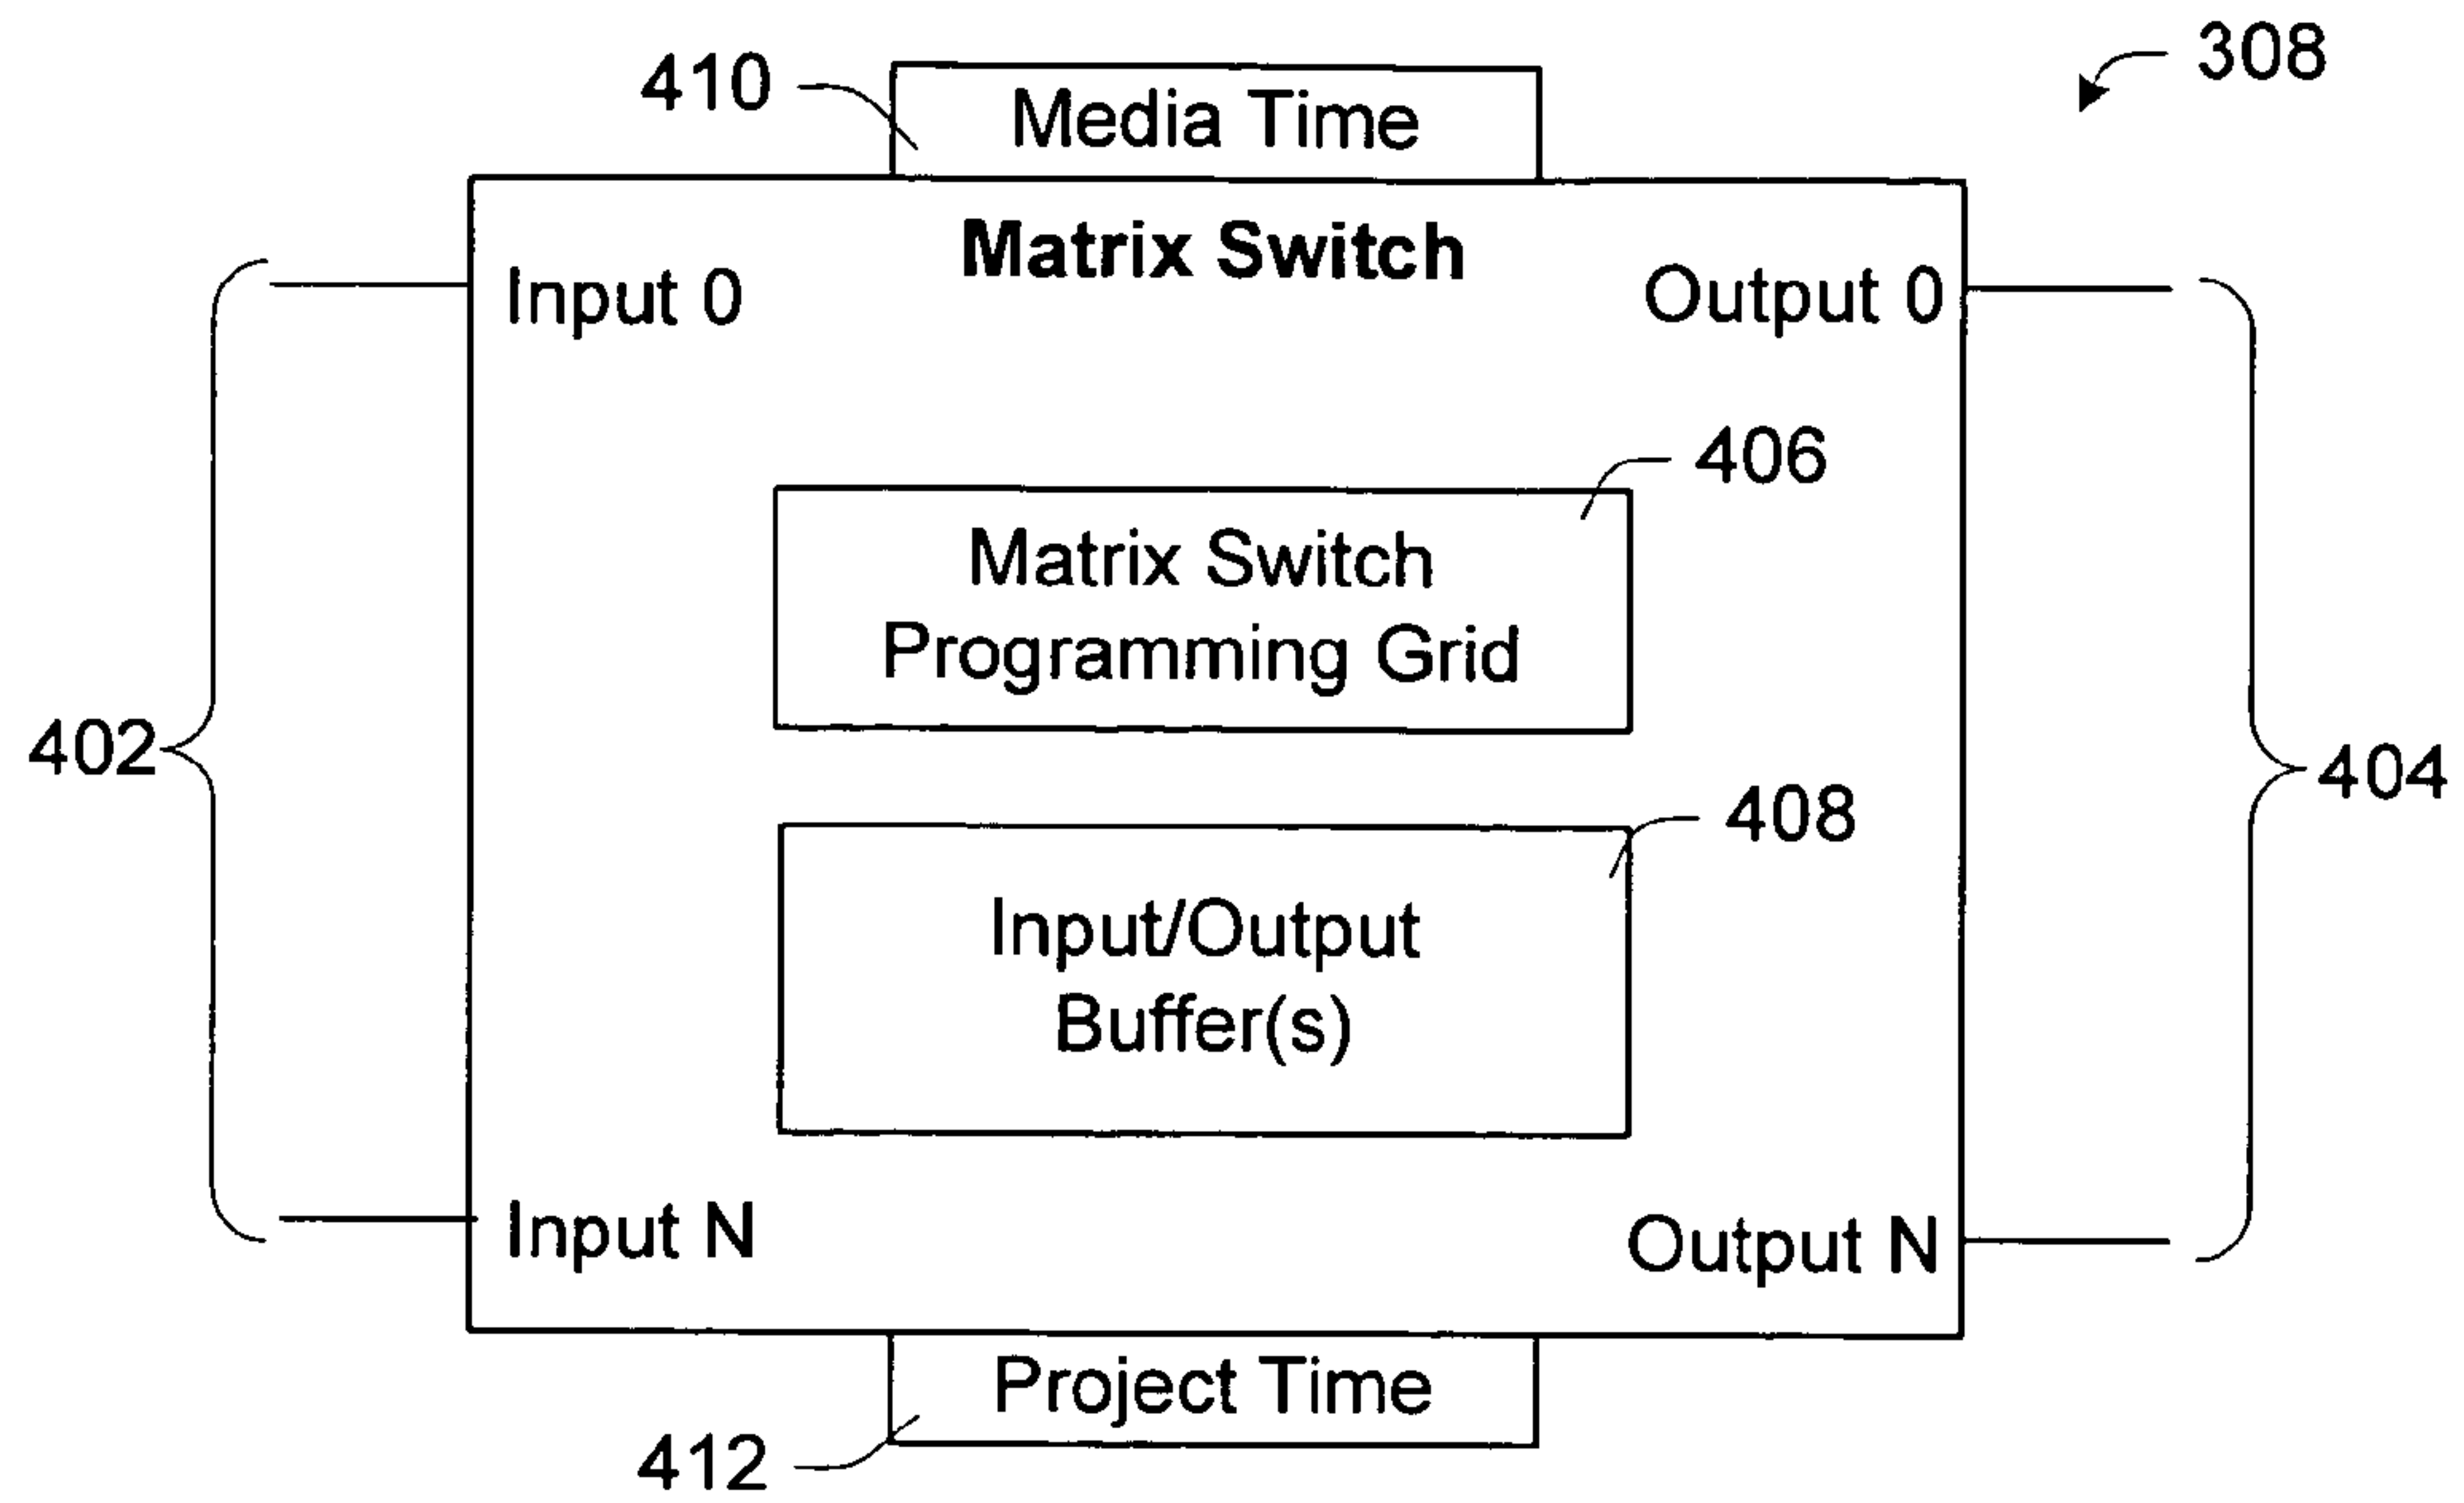 308
410
Media Time
Matrix Switch
Input 0
Output 0
406
Matrix Switch
Programming Grid
402
404
408
Input/Output
Buffer(s)
Input N
Output N
Project Time
412